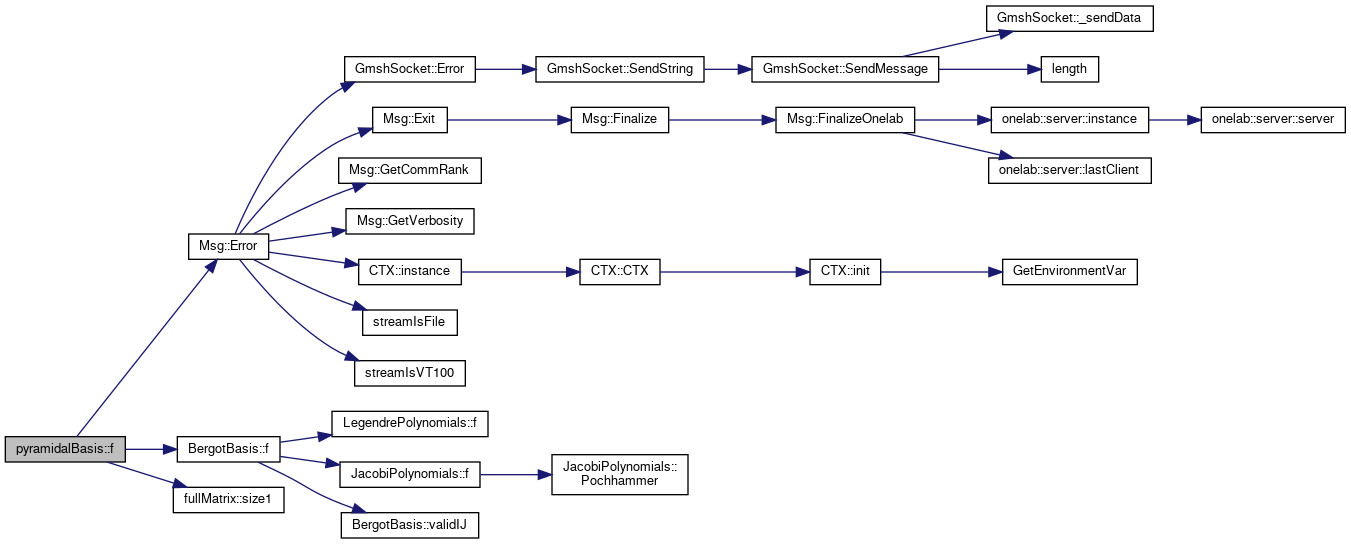 GmshSocket::_sendData
GmshSocket::Error
GmshSocket::SendString
GmshSocket::SendMessage
length
Msg::Exit
Msg::Finalize
Msg::FinalizeOnelab
onelab::server::instance
onelab::server::server
onelab::server::lastClient
Msg::GetCommRank
Msg::GetVerbosity
Msg::Error
CTX::instance
CTX::CTX
CTX::init
GetEnvironmentVar
streamIsFile
streamIsVT100
LegendrePolynomials::f
pyramidalBasis::f
BergotBasis::f
JacobiPolynomials::f
JacobiPolynomials::
Pochhammer
fullMatrix::size1
BergotBasis::validIJ